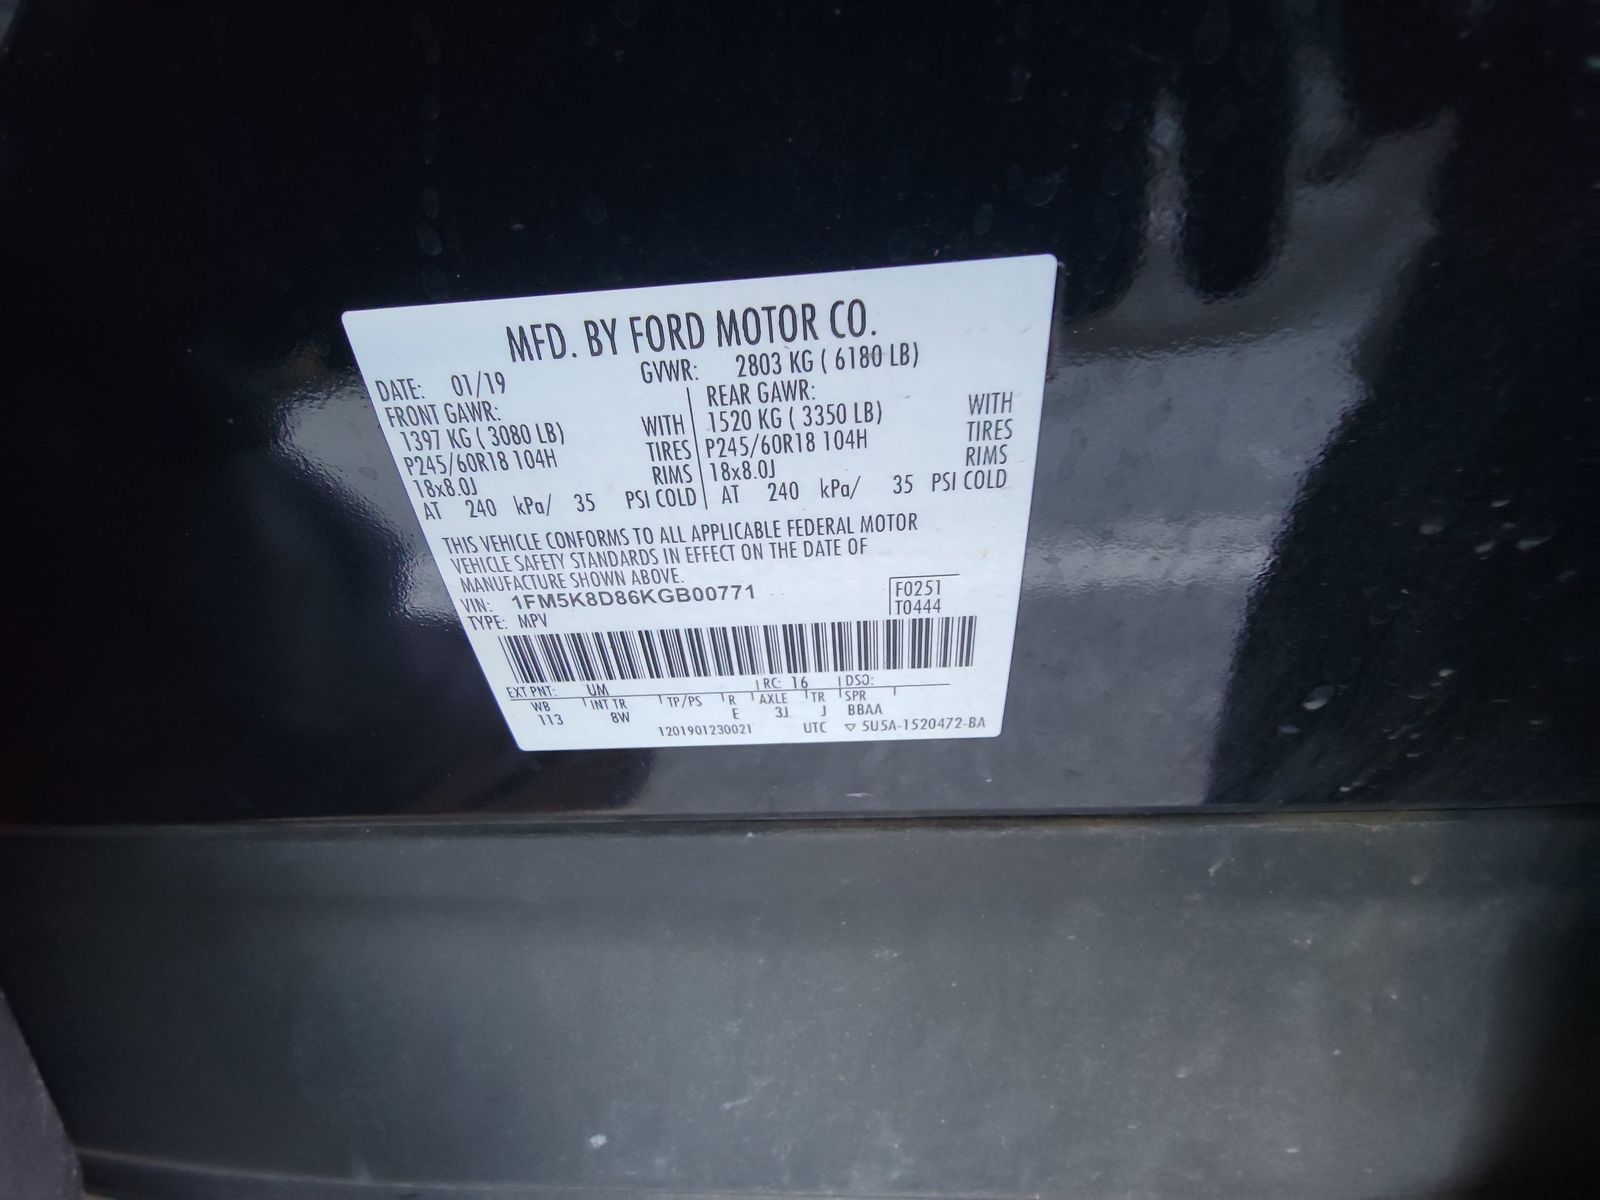 MFD. BY FORD MOTOR CO.
DATE: 01/19 GVWR: 2803 KG ( 6180 LB)
FRONT GAWR: REAR GAWR:
1397 KG ( 3080 LB) WITH 1520 KG ( 3350 LB) WITH
P245/60R18 104H TIRES P245/60R18 104H TIRES
18x8.0J RIMS 18x8.0J RIMS
AT 240 kPa/ 35 PSI COLD AT 240 kPa/ 35 PSI COLD
THIS VEHICLE CONFORMS TO ALL APPLICABLE FEDERAL MOTOR
VEHICLE SAFETY STANDARDS IN EFFECT ON THE DATE OF
MANUFACTURE SHOWN ABOVE.
VIN: 1FM5K8D86KGB00771 F0251
TYPE: MPV T0444
EXT PNT: UM RC: 16 DSO:
WB INT TR TP/PS R AXLE TR SPR
113 8W E 3J J BBAA
1201901230021 UTC ▽ 5U5A-1520472-BA